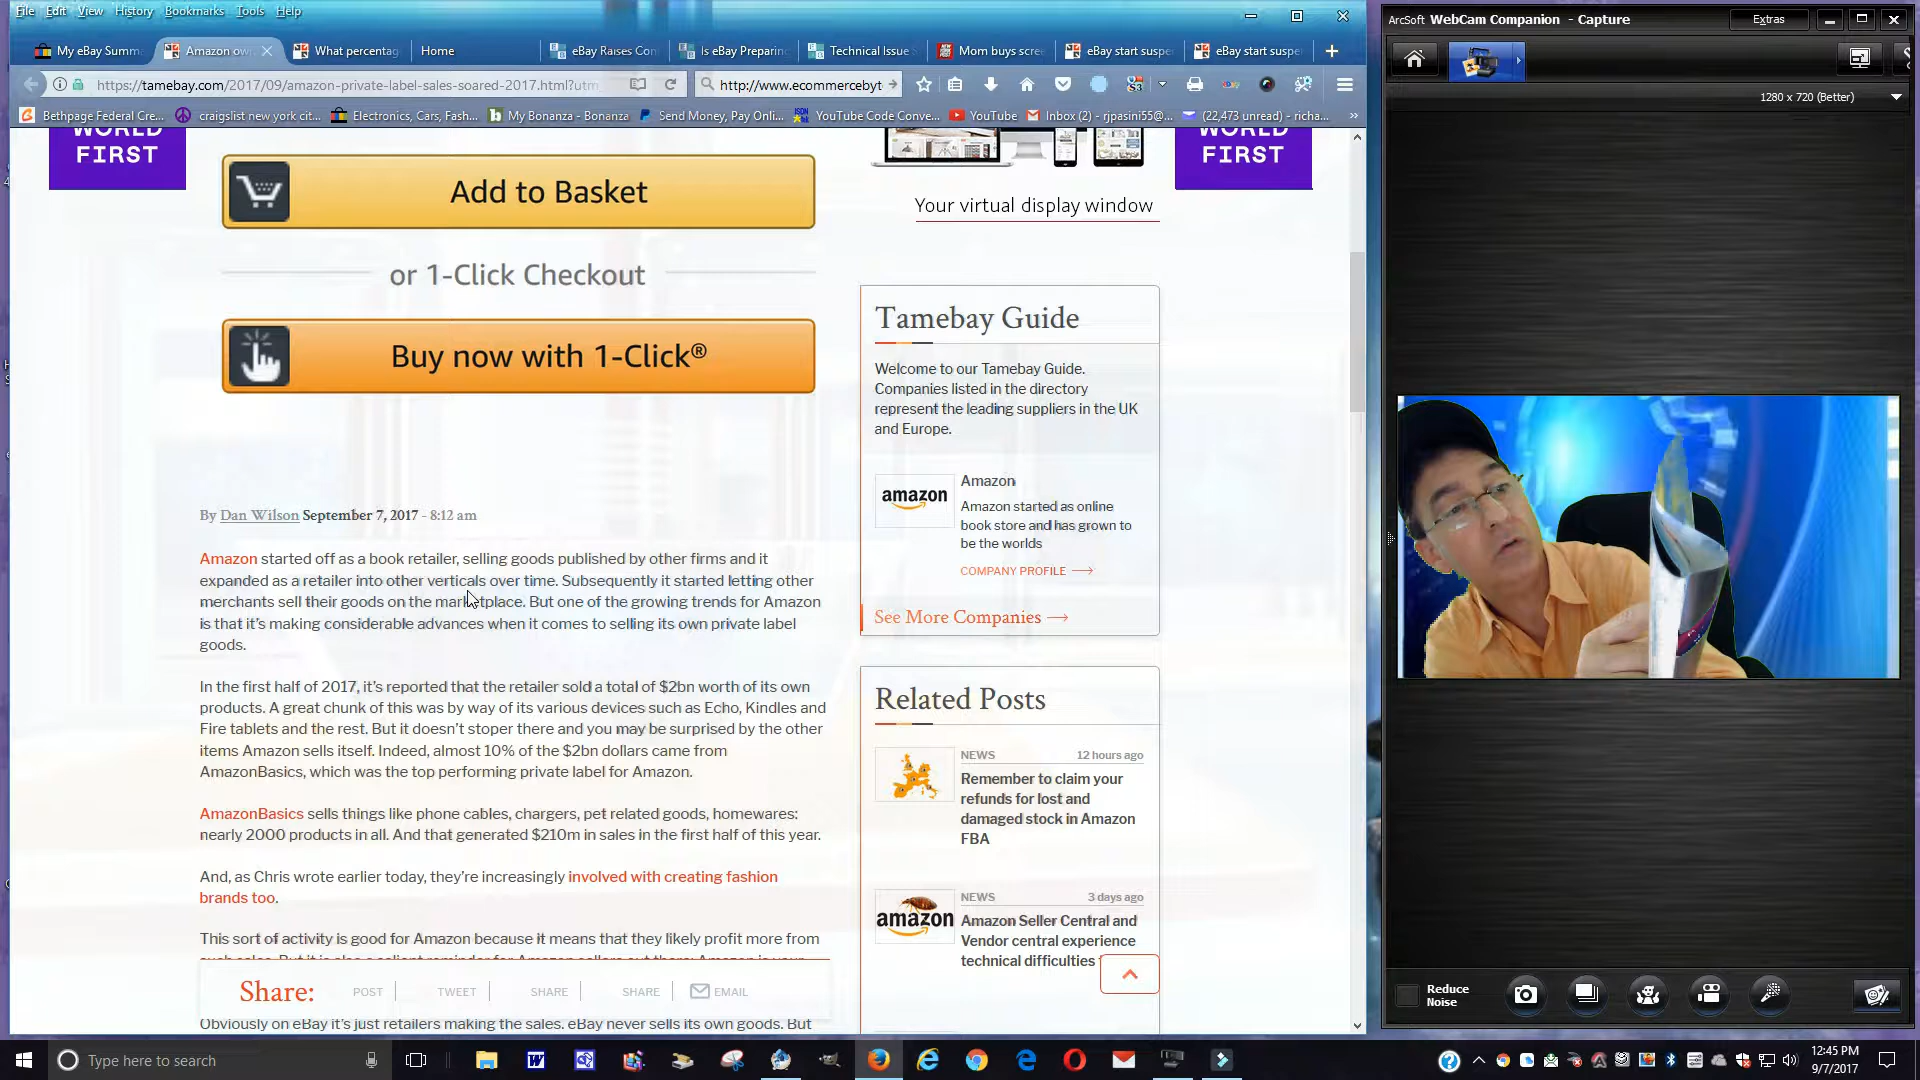 File Edit View History Bookmarks Tools Help
My eBay Summ
Amazon ow
What percentag
Home
eBay Raises Con
Is eBay Preparin
Technical Issue
Mom buys scre
eBay start suspe
eBay start suspe
https://tamebay.com/2017/09/amazon-private-label-sales-soared-2017.html?utm
http://www.ecommercebyt
Bethpage Federal Cre...
craigslist new york cit...
Electronics, Cars, Fash...
My Bonanza - Bonanza
Send Money, Pay Onli...
YouTube Code Conve...
YouTube
Inbox (2) - rjpasini55@...
(22,473 unread) - richa...
WORLD
FIRST
Add to Basket
or 1-Click Checkout
Buy now with 1-Click®
By Dan Wilson September 7, 2017 - 8:12 am
Amazon started off as a book retailer, selling goods published by other firms and it
expanded as a retailer into other verticals over time. Subsequently it started letting other
merchants sell their goods on the marketplace. But one of the growing trends for Amazon
is that it's making considerable advances when it comes to selling its own private label
goods.
In the first half of 2017, it's reported that the retailer sold a total of $2bn worth of its own
products. A great chunk of this was by way of its various devices such as Echo, Kindles and
Fire tablets and the rest. But it doesn't stoper there and you may be surprised by the other
items Amazon sells itself. Indeed, almost 10% of the $2bn dollars came from
AmazonBasics, which was the top performing private label for Amazon.
AmazonBasics sells things like phone cables, chargers, pet related goods, homewares:
nearly 2000 products in all. And that generated $210m in sales in the first half of this year.
And, as Chris wrote earlier today, they're increasingly involved with creating fashion
brands too.
This sort of activity is good for Amazon because it means that they likely profit more from
Share: POST TWEET SHARE SHARE EMAIL
Obviously on eBay it's just retailers making the sales. eBay never sells its own goods. But
Your virtual display window
WORLD
FIRST
Tamebay Guide
Welcome to our Tamebay Guide.
Companies listed in the directory
represent the leading suppliers in the UK
and Europe.
amazon
Amazon
Amazon started as online
book store and has grown to
be the worlds
COMPANY PROFILE
See More Companies
Related Posts
NEWS 12 hours ago
Remember to claim your
refunds for lost and
damaged stock in Amazon
FBA
amazon
NEWS 3 days ago
Amazon Seller Central and
Vendor central experience
technical difficulties
ArcSoft WebCam Companion - Capture
Extras
1280 x 720 (Better)
Reduce
Noise
Type here to search
12:45 PM
9/7/2017